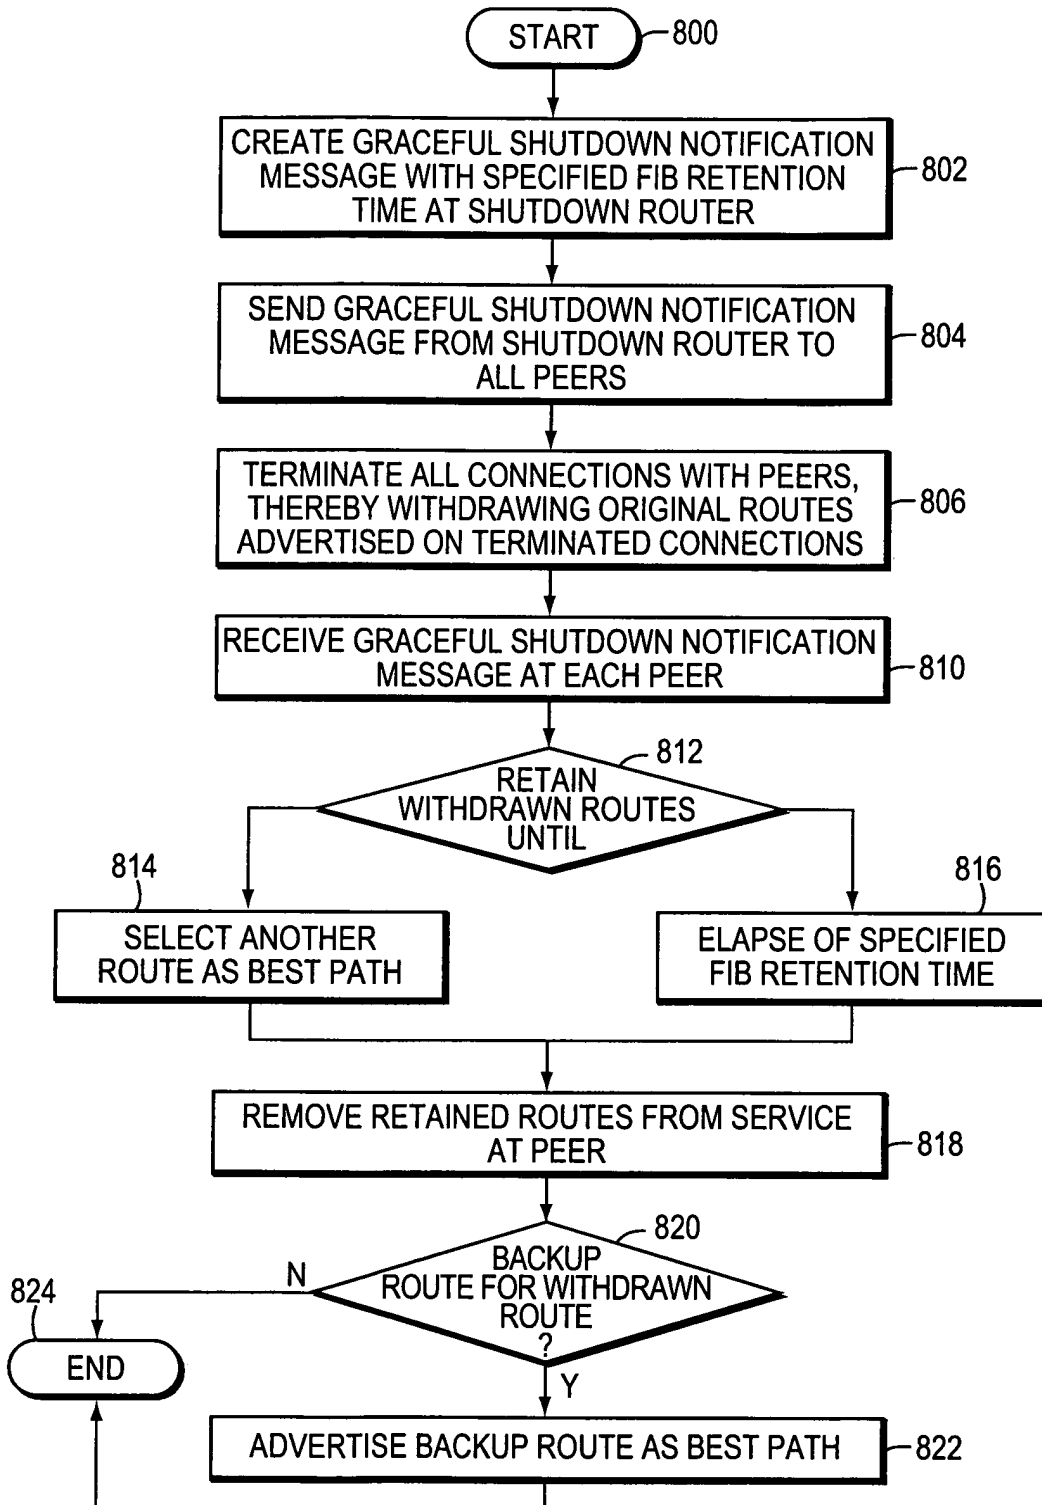 START
800
CREATE GRACEFUL SHUTDOWN NOTIFICATION
MESSAGE WITH SPECIFIED FIB RETENTION
TIME AT SHUTDOWN ROUTER
802
SEND GRACEFUL SHUTDOWN NOTIFICATION
MESSAGE FROM SHUTDOWN ROUTER TO
ALL PEERS
804
TERMINATE ALL CONNECTIONS WITH PEERS,
THEREBY WITHDRAWING ORIGINAL ROUTES
ADVERTISED ON TERMINATED CONNECTIONS
806
RECEIVE GRACEFUL SHUTDOWN NOTIFICATION
MESSAGE AT EACH PEER
810
812
RETAIN
WITHDRAWN ROUTES
UNTIL
814
SELECT ANOTHER
ROUTE AS BEST PATH
816
ELAPSE OF SPECIFIED
FIB RETENTION TIME
REMOVE RETAINED ROUTES FROM SERVICE
AT PEER
818
820
BACKUP
ROUTE FOR WITHDRAWN
ROUTE
?
N
824
END
Y
ADVERTISE BACKUP ROUTE AS BEST PATH
822